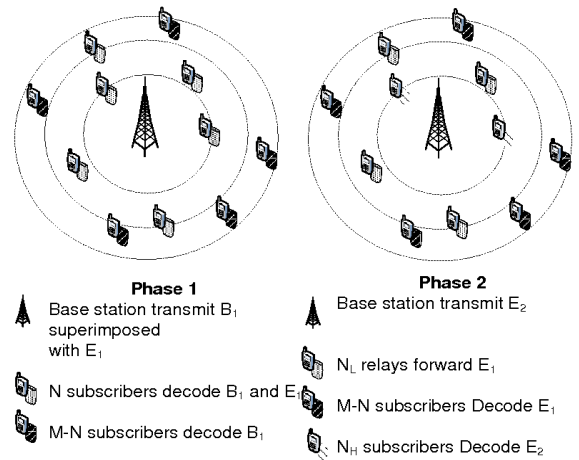 Phase 1
Base station transmit B1
superimposed
with E1
N subscribers decode B1 and E1
M-N subscribers decode B1
Phase 2
Base station transmit E2
NL relays forward E1
M-N subscribers Decode E1
NH subscribers Decode E2